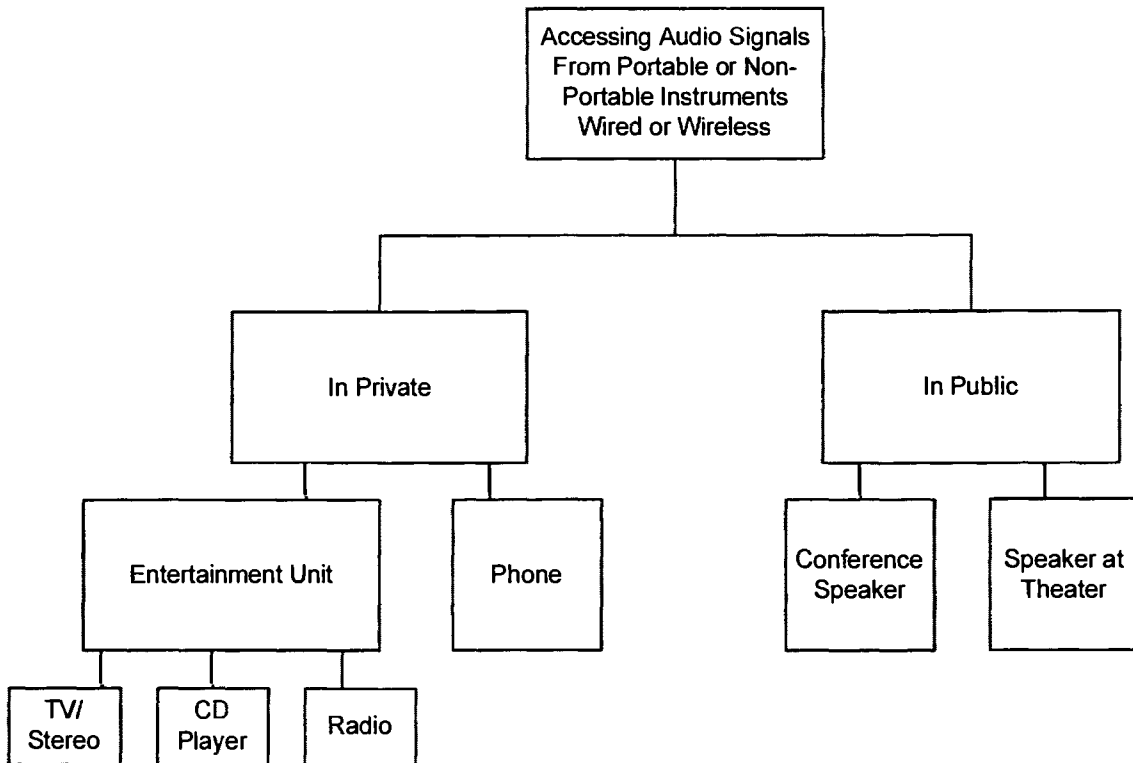 Accessing Audio Signals
From Portable or Non-
Portable Instruments
Wired or Wireless
In Private
In Public
Entertainment Unit
Phone
Conference
Speaker
Speaker at
Theater
TV/
Stereo
CD
Player
Radio